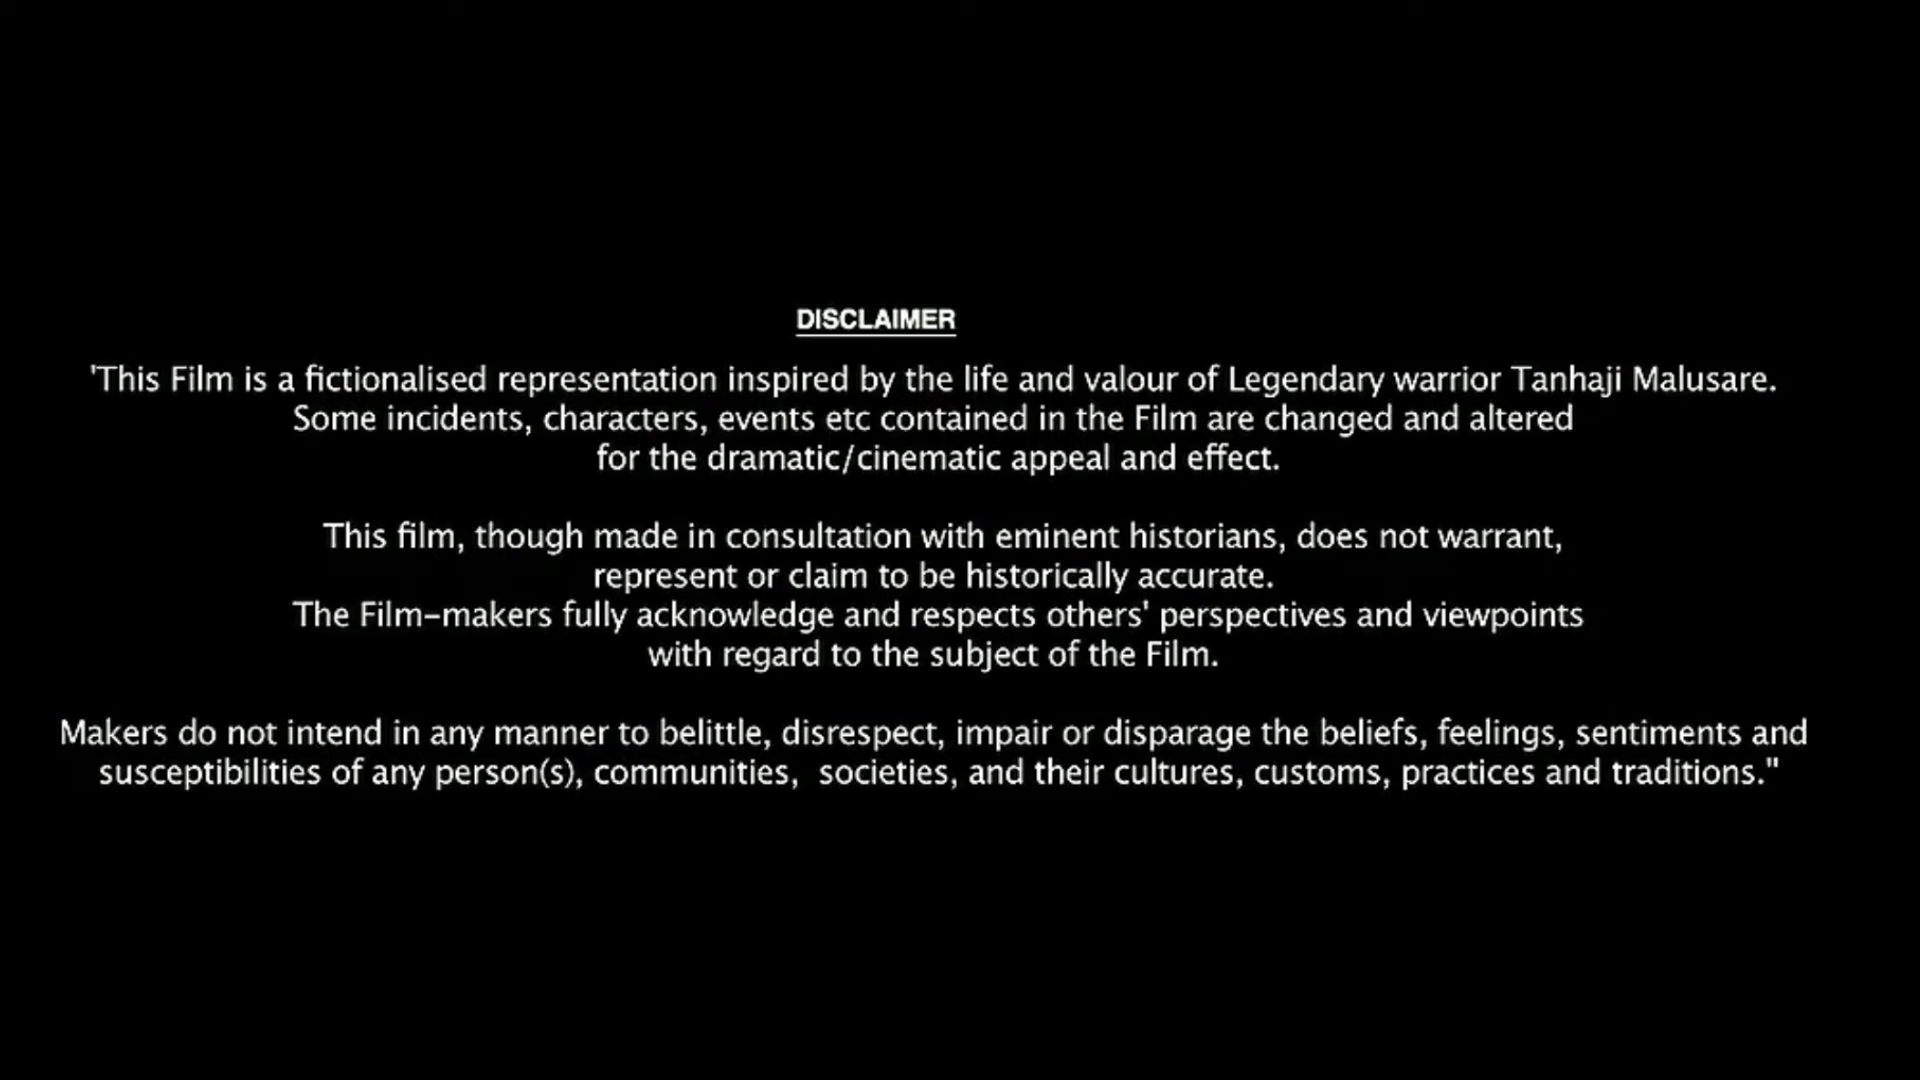 DISCLAIMER
'This Film is a fictionalised representation inspired by the life and valour of Legendary warrior Tanhaji Malusare.
Some incidents, characters, events etc contained in the Film are changed and altered
for the dramatic/cinematic appeal and effect.
This film, though made in consultation with eminent historians, does not warrant,
represent or claim to be historically accurate.
The Film-makers fully acknowledge and respects others' perspectives and viewpoints
with regard to the subject of the Film.
Makers do not intend in any manner to belittle, disrespect, impair or disparage the beliefs, feelings, sentiments and
susceptibilities of any person(s), communities,  societies, and their cultures, customs, practices and traditions."